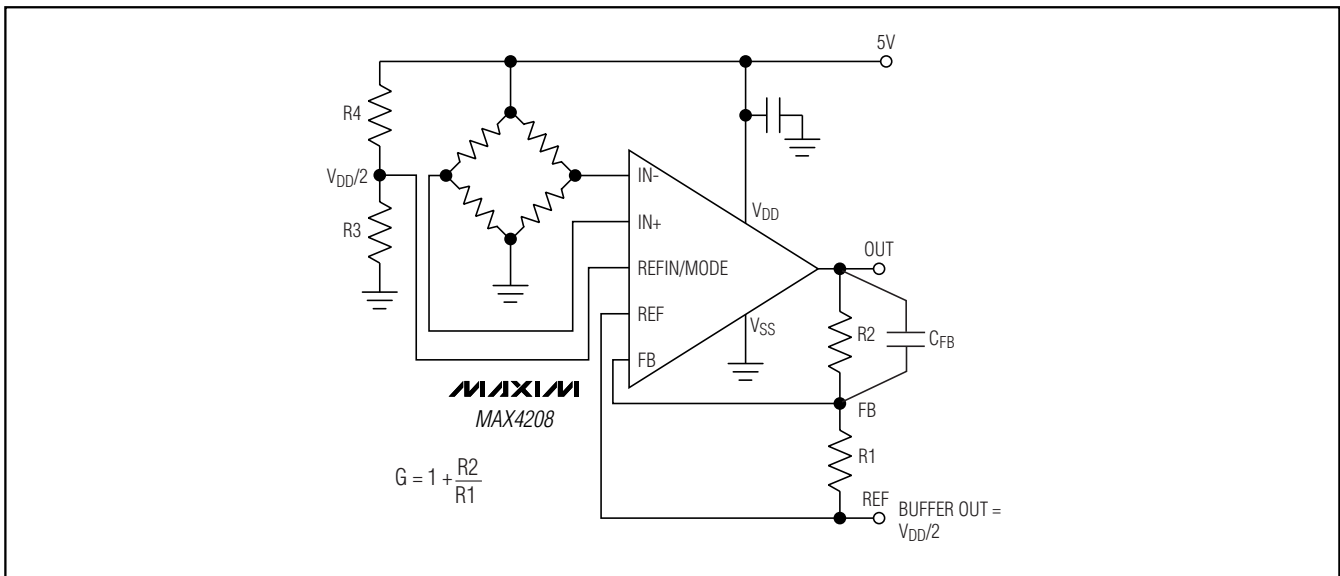 5V
R4
V_DD/2
R3
IN-
IN+
REFIN/MODE
REF
FB
V_DD
V_SS
OUT
R2
C_FB
FB
R1
REF
BUFFER OUT =
V_DD/2
MAXIM
MAX4208
G = 1 + R2/R1